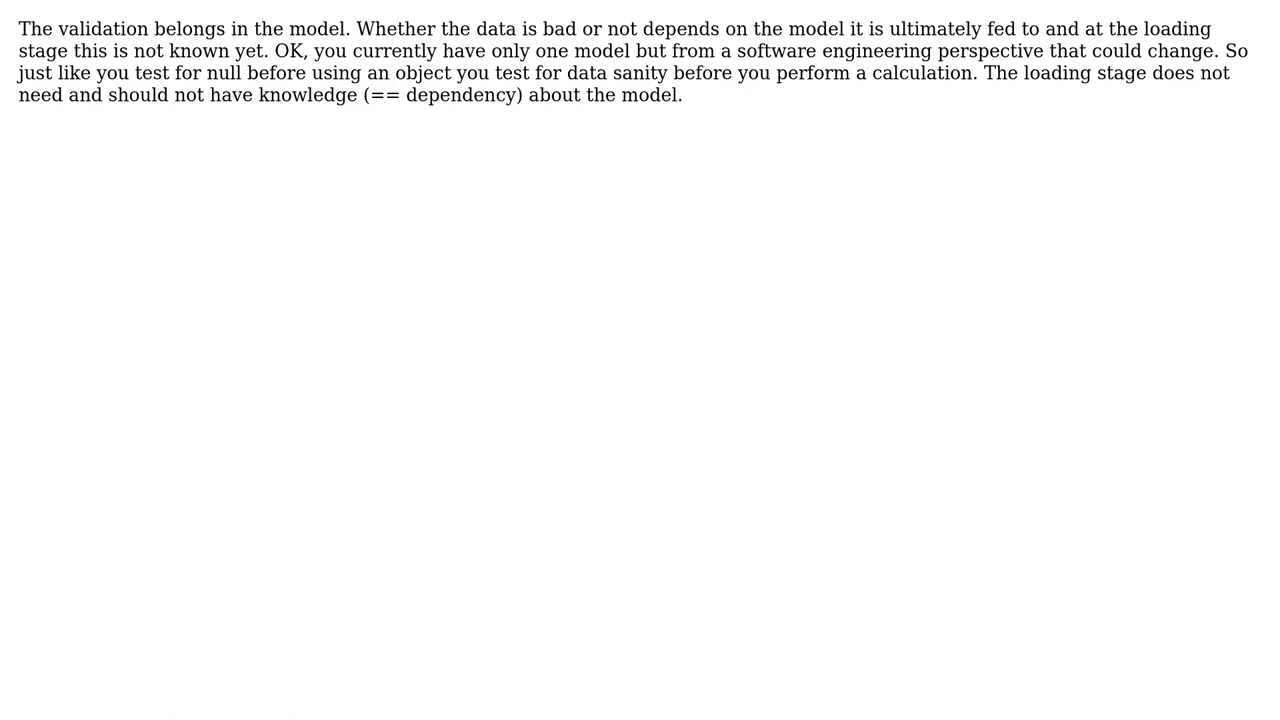 The validation belongs in the model. Whether the data is bad or not depends on the model it is ultimately fed to and at the loading
stage this is not known yet. OK, you currently have only one model but from a software engineering perspective that could change. So
just like you test for null before using an object you test for data sanity before you perform a calculation. The loading stage does not
need and should not have knowledge (== dependency) about the model.